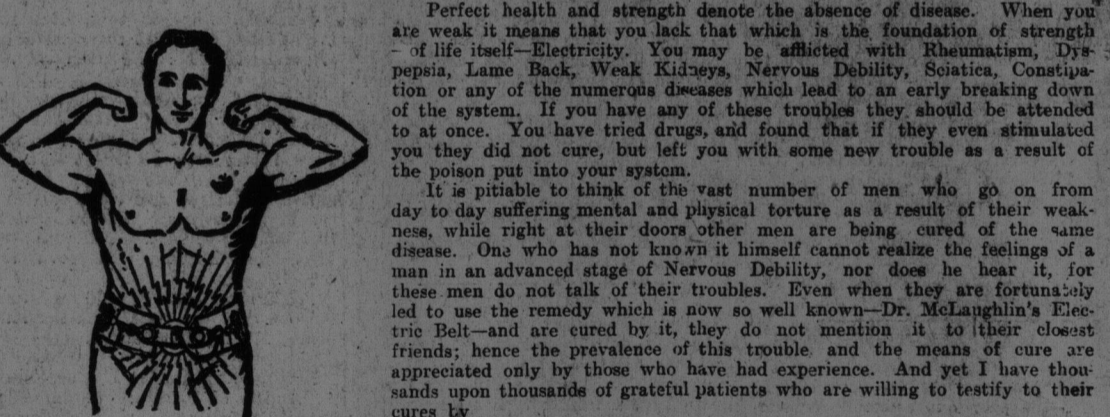 Perfect health and strength denote the absence of disease. When you
are weak it means that you lack that which is the foundation of strength
– of life itself—Electricity. You may be afflicted with Rheumatism, Dys-
pepsia, Lame Back, Weak Kidneys, Nervous Debility, Sciatica, Constipa-
tion or any of the numerous diseases which lead to an early breaking down
of the system. If you have any of these troubles they should be attended
to at once. You have tried drugs, and found that if they even stimulated
you they did not cure, but left you with some new trouble as a result of
the poison put into your system.
It is pitiable to think of the vast number of men who go on from
day to day suffering mental and physical torture as a result of their weak-
ness, while right at their doors other men are being cured of the same
disease. One who has not known it himself cannot realize the feelings of a
man in an advanced stage of Nervous Debility, nor does he hear it, for
these men do not talk of their troubles. Even when they are fortunately
led to use the remedy which is now so well known—Dr. McLaughlin's Elec-
tric Belt—and are cured by it, they do not mention it to their closest
friends; hence the prevalence of this trouble and the means of cure are
appreciated only by those who have had experience. And yet I have thou-
sands upon thousands of grateful patients who are willing to testify to their
cures by